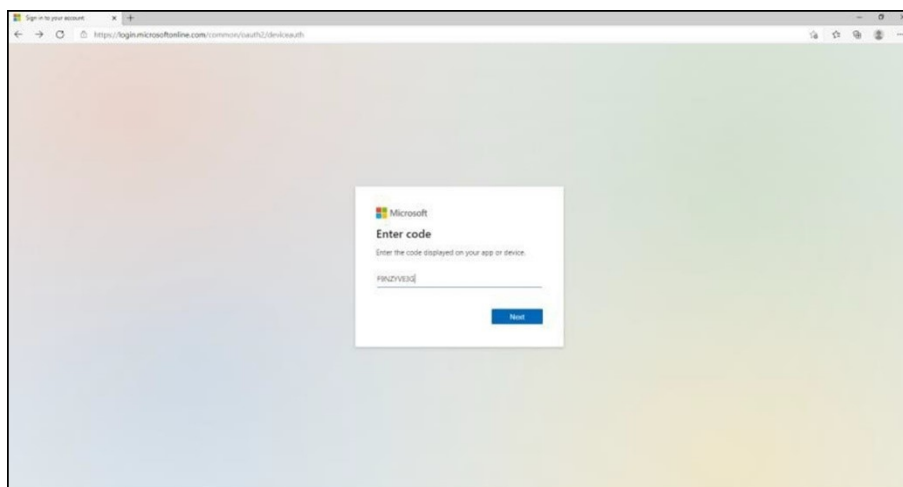 Sign in to your account
https://login.microsoftonline.com/common/oauth2/deviceauth
Microsoft
Enter code
Enter the code displayed on your app or device.
Next